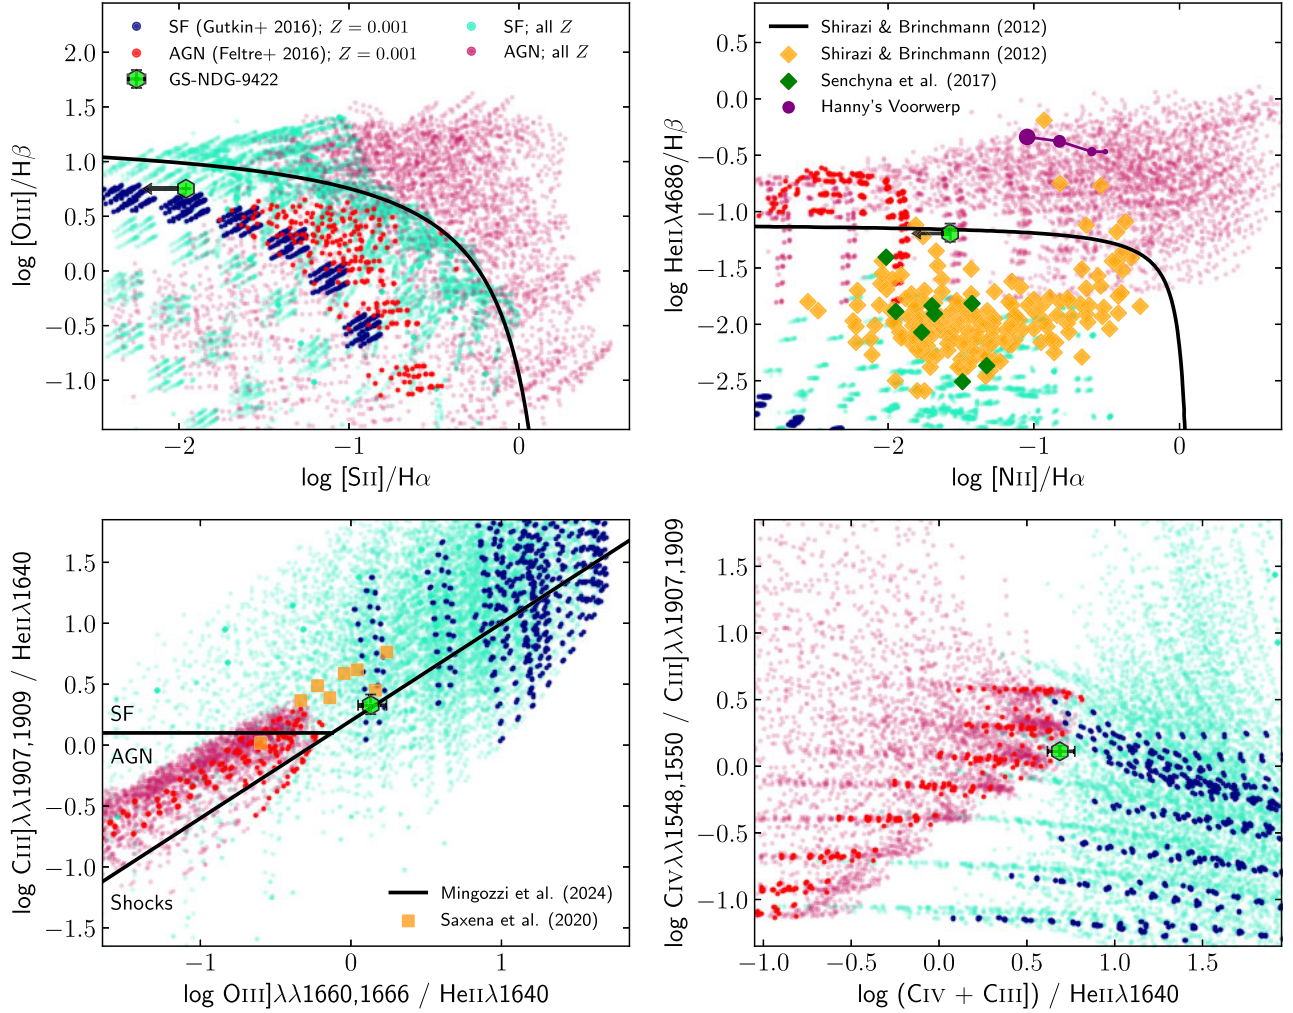 SF (Gutkin+ 2016); Z = 0.001
AGN (Feltre+ 2016); Z = 0.001
GS-NDG-9422
SF; all Z
AGN; all Z
2.0
1.5
1.0
0.5
0.0
−0.5
−1.0
log [OIII]/Hβ
−2
−1
0
log [SII]/Hα
Shirazi & Brinchmann (2012)
Shirazi & Brinchmann (2012)
Senchyna et al. (2017)
Hanny's Voorwerp
0.5
0.0
−0.5
−1.0
−1.5
−2.0
−2.5
log HeIIλ4686/Hβ
−2
−1
0
log [NII]/Hα
1.5
1.0
0.5
0.0
−0.5
−1.0
−1.5
log CIII]λλ1907,1909 / HeIIλ1640
SF
AGN
Shocks
Mingozzi et al. (2024)
Saxena et al. (2020)
−1
0
1
log OIII]λλ1660,1666 / HeIIλ1640
1.5
1.0
0.5
0.0
−0.5
−1.0
log CIVλλ1548,1550 / CIII]λλ1907,1909
−1.0
−0.5
0.0
0.5
1.0
1.5
log (CIV + CIII]) / HeIIλ1640